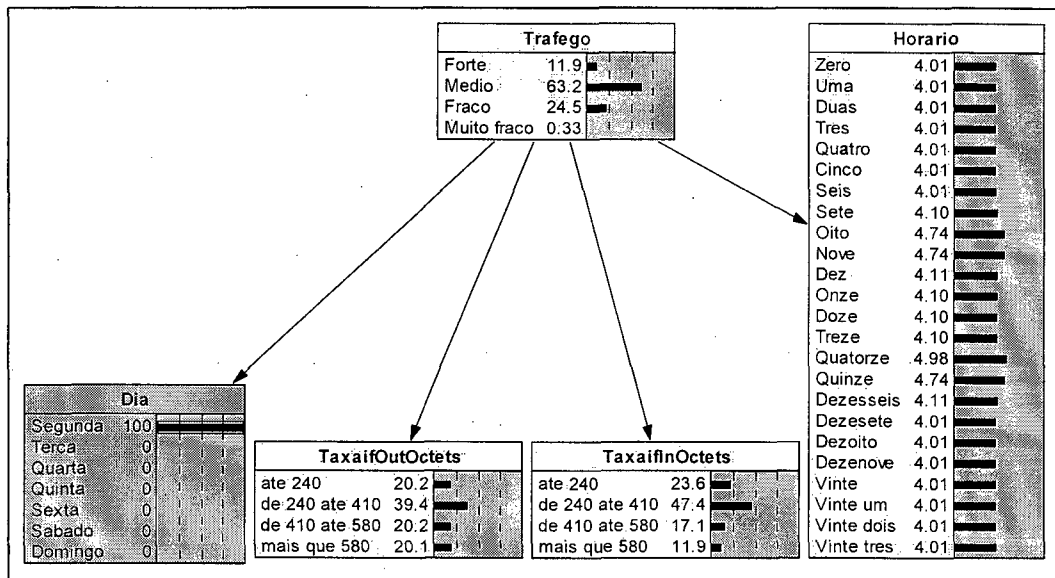 Trafego
Forte 11.9
Medio 63.2
Fraco 24.5
Muito fraco 0.33
Horario
Zero 4.01
Uma 4.01
Duas 4.01
Tres 4.01
Quatro 4.01
Cinco 4.01
Seis 4.01
Sete 4.10
Oito 4.74
Nove 4.74
Dez 4.11
Onze 4.10
Doze 4.10
Treze 4.10
Quatorze 4.98
Quinze 4.74
Dezesseis 4.11
Dezesete 4.01
Dezoito 4.01
Dezenove 4.01
Vinte 4.01
Vinte um 4.01
Vinte dois 4.01
Vinte tres 4.01
Dia
Segunda 100
Terca 0
Quarta 0
Quinta 0
Sexta 0
Sabado 0
Domingo 0
TaxaifOutOctets
ate 240 20.2
de 240 ate 410 39.4
de 410 ate 580 20.2
mais que 580 20.1
TaxaifInOctets
ate 240 23.6
de 240 ate 410 47.4
de 410 ate 580 17.1
mais que 580 11.9